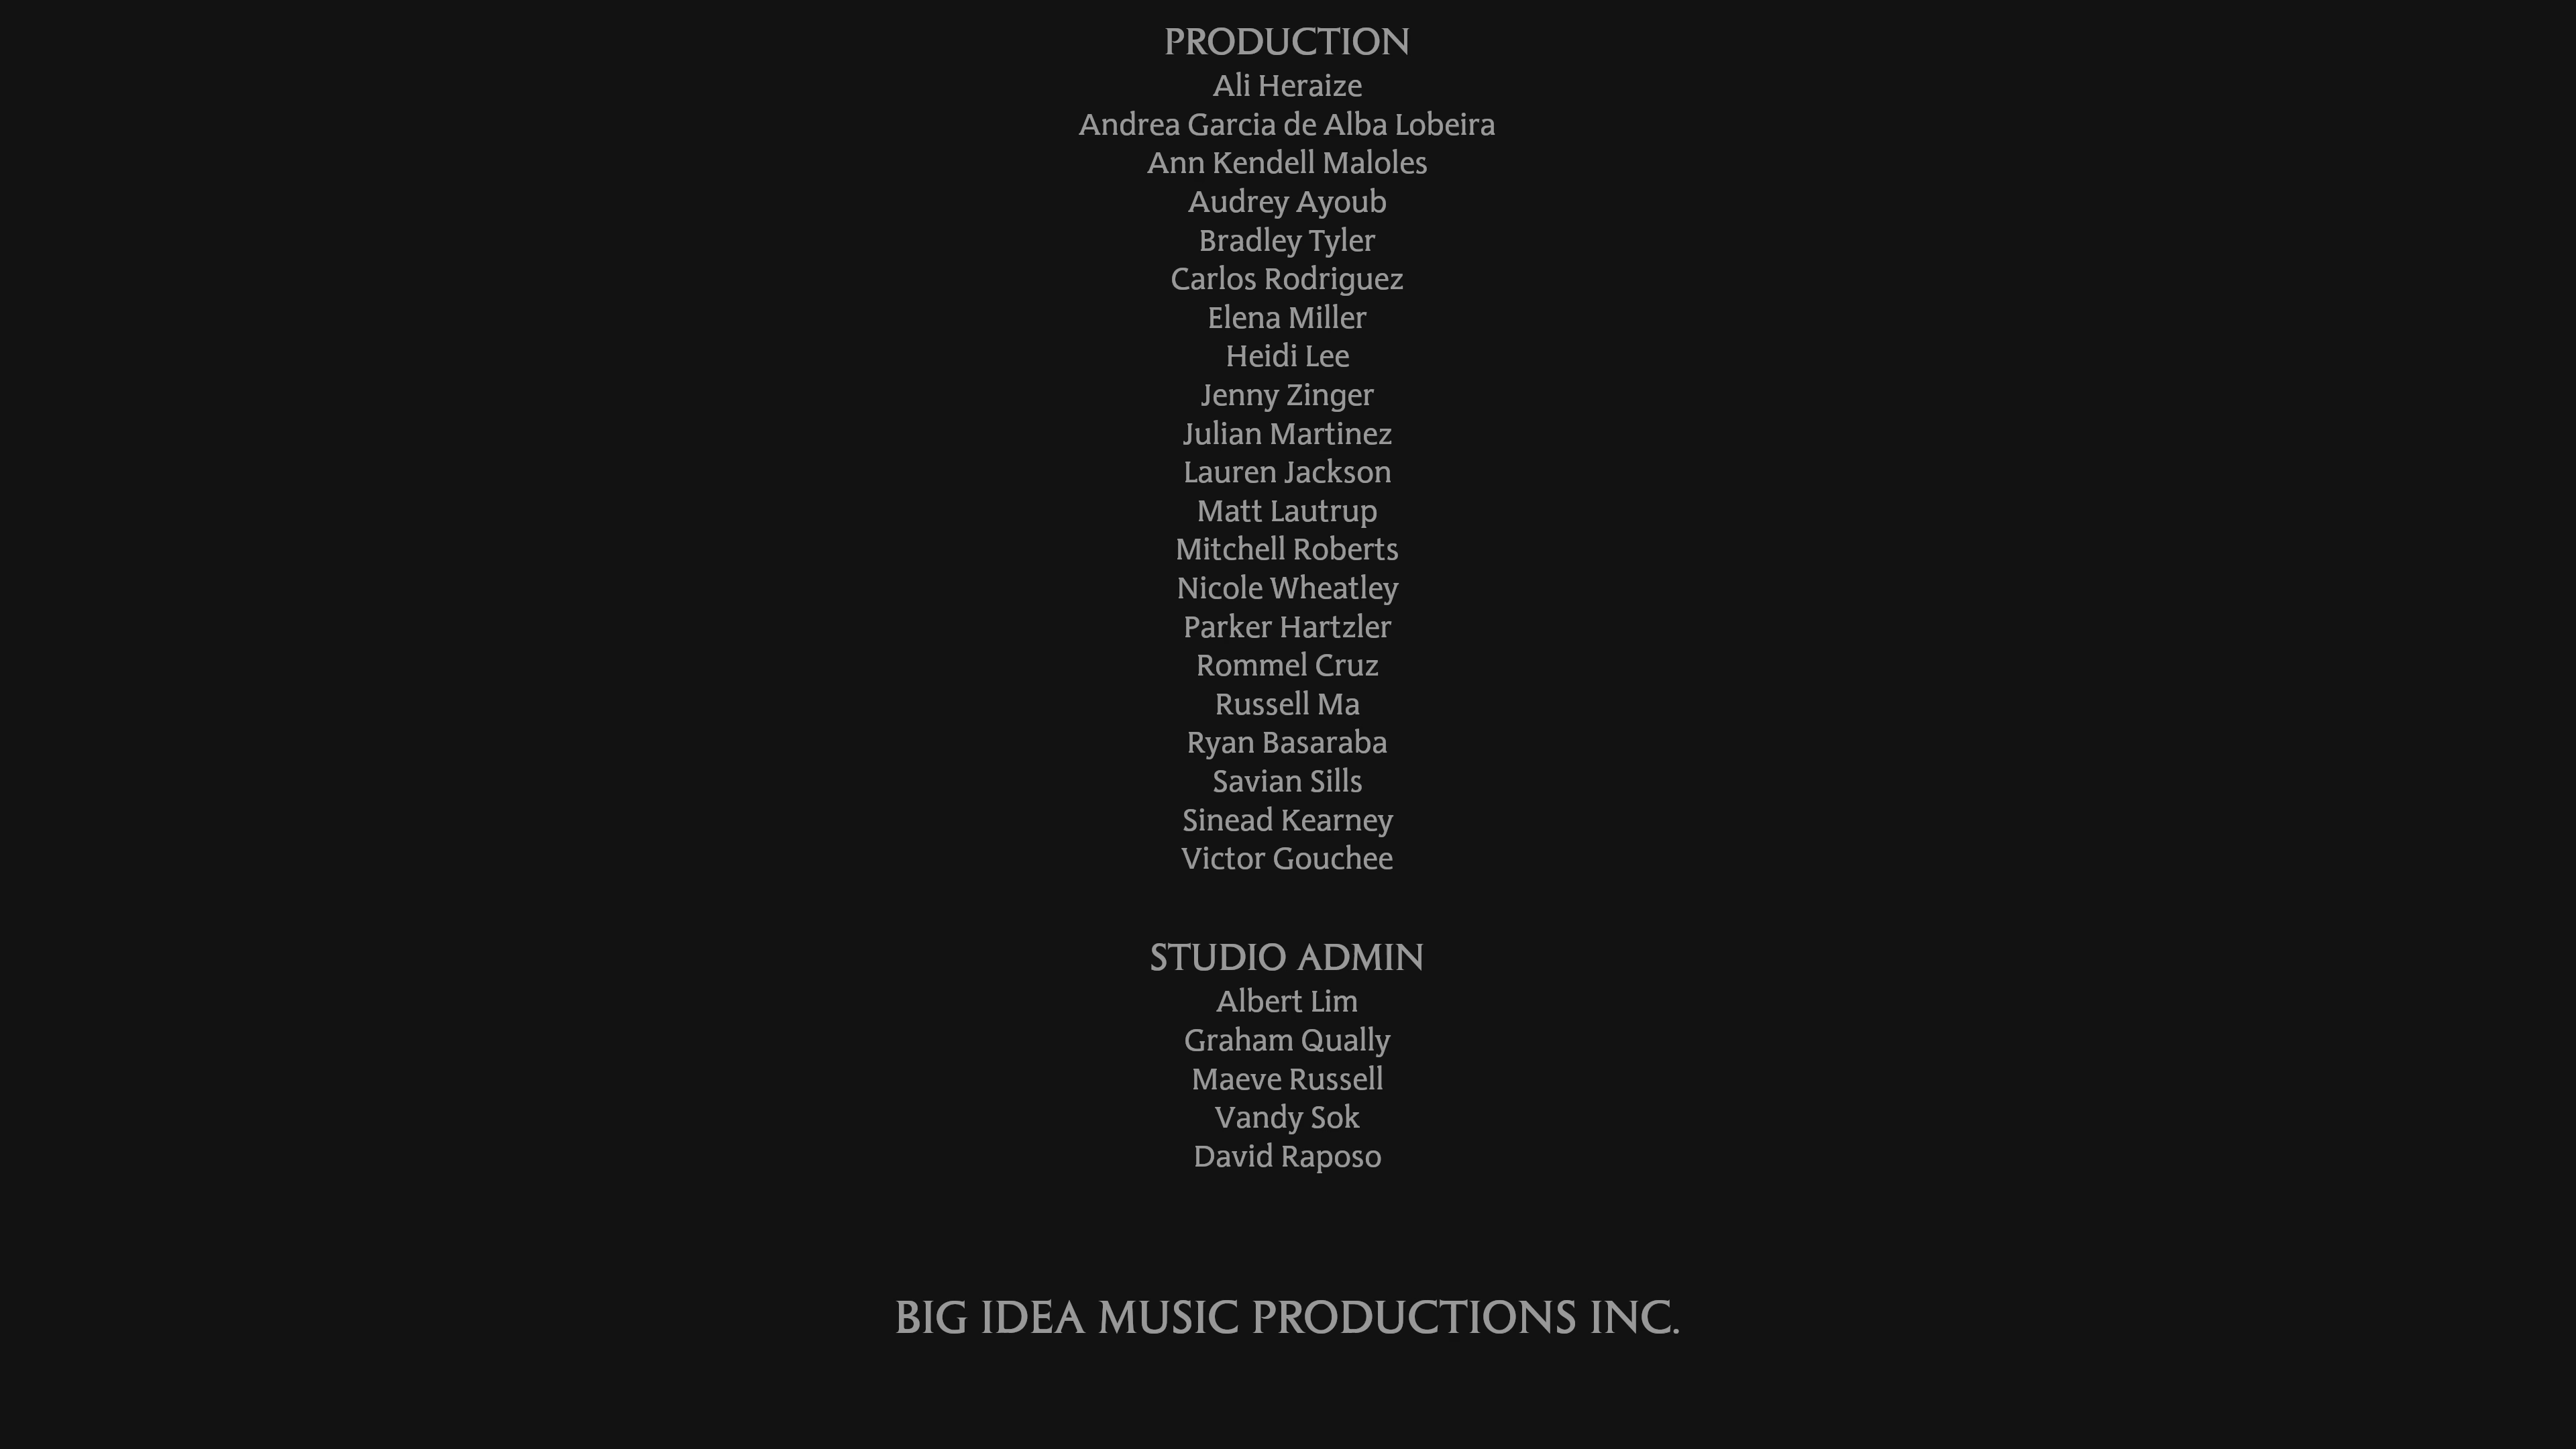 PRODUCTION
Ali Heraize
Andrea Garcia de Alba Lobeira
Ann Kendell Maloles
Audrey Ayoub
Bradley Tyler
Carlos Rodriguez
Elena Miller
Heidi Lee
Jenny Zinger
Julian Martinez
Lauren Jackson
Matt Lautrup
Mitchell Roberts
Nicole Wheatley
Parker Hartzler
Rommel Cruz
Russell Ma
Ryan Basaraba
Savian Sills
Sinead Kearney
Victor Gouchee
STUDIO ADMIN
Albert Lim
Graham Qually
Maeve Russell
Vandy Sok
David Raposo
BIG IDEA MUSIC PRODUCTIONS INC.